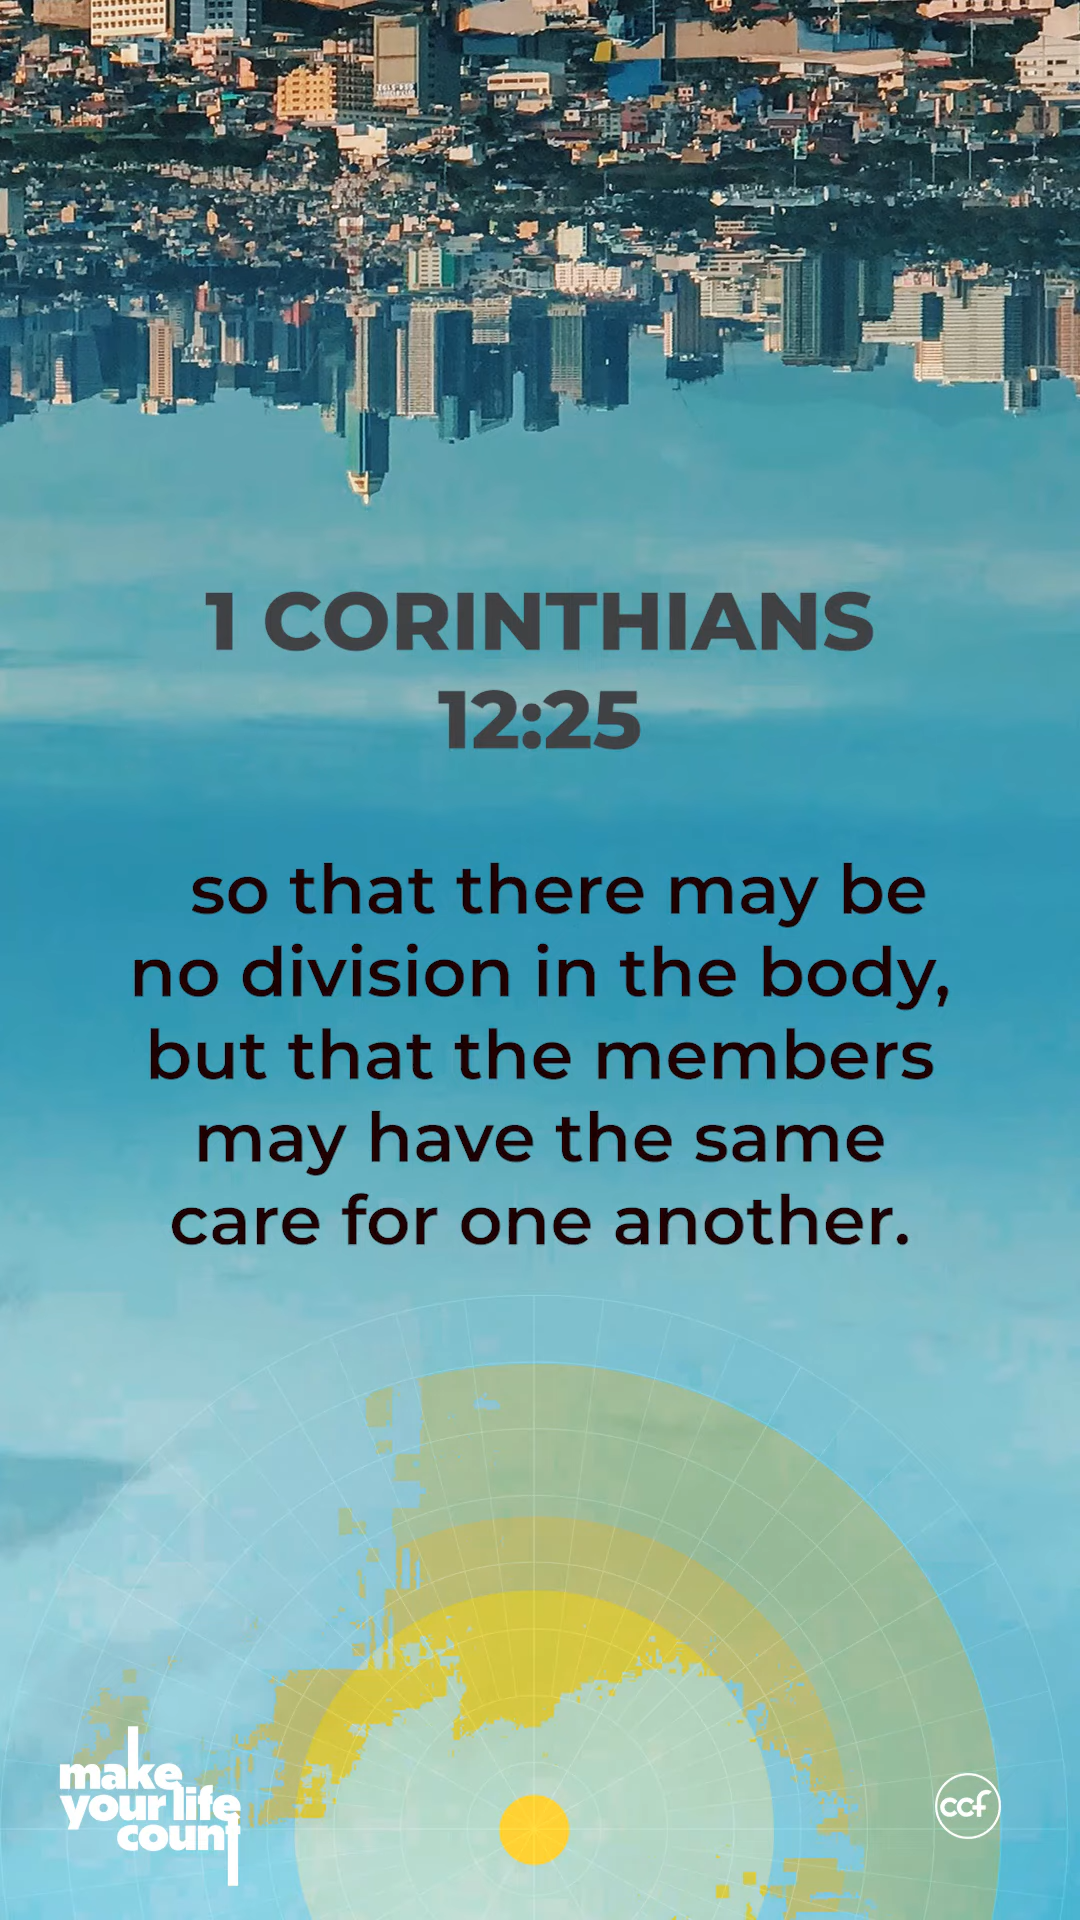 1 CORINTHIANS
12:25
so that there may be
no division in the body,
but that the members
may have the same
care for one another.
make
your life
count
ccf